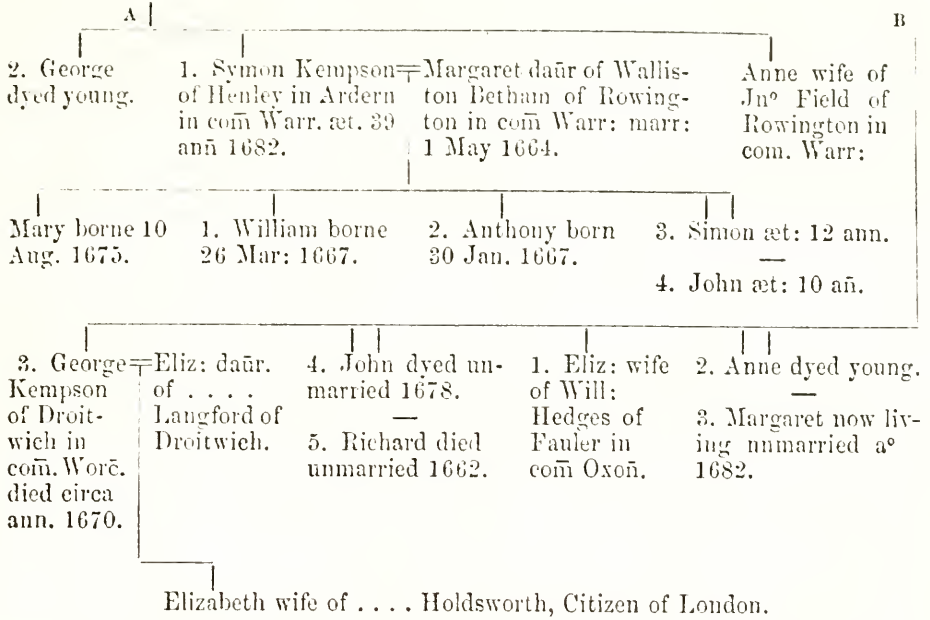 A B
2. George
dyed young.
1. Symon Kempson
of Henley in Ardern
in com̄ Warr. æt. 39
ann̄ 1682.
Margaret daūr of Wallis-
ton Betham of Rowing-
ton in com̄ Warr: marr:
1 May 1664.
Anne wife of
Jnº Field of
Rowington in
com. Warr:
Mary borne 10
Aug. 1675.
1. William borne
26 Mar: 1667.
2. Anthony born
30 Jan. 1667.
3. Simon æt: 12 ann.
—
4. John æt: 10 an̄.
3. George
Kempson
of Droit-
wich in
com̄. Worc̄.
died circa
ann. 1670.
Eliz: daūr.
of . . . .
Langford of
Droitwich.
4. John dyed un-
married 1678.
—
5. Richard died
unmarried 1662.
1. Eliz: wife
of Will:
Hedges of
Fauler in
com̄ Oxon̄.
2. Anne dyed young.
—
3. Margaret now liv-
ing unmarried aº
1682.
Elizabeth wife of . . . . Holdsworth, Citizen of London.